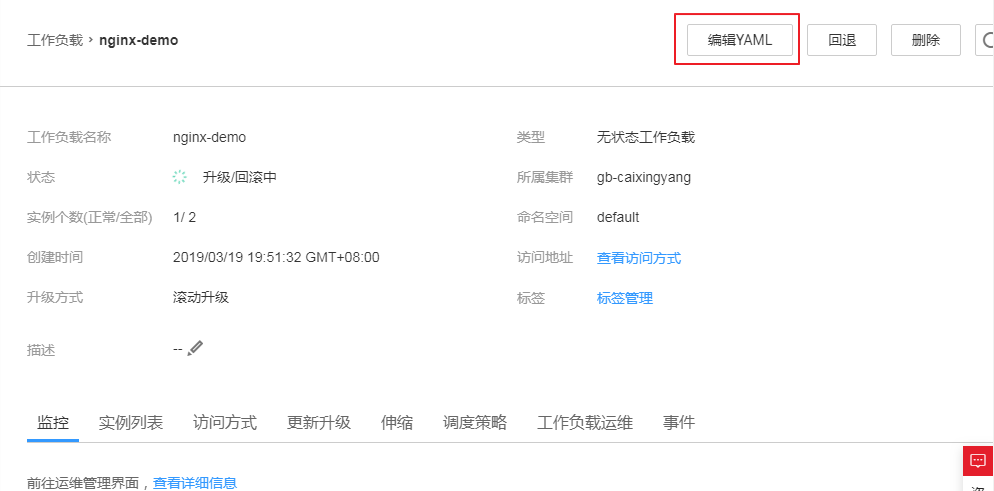 工作负载 › nginx-demo 编辑YAML 回退 删除
工作负载名称 nginx-demo 类型 无状态工作负载
状态 升级/回滚中 所属集群 gb-caixingyang
实例个数(正常/全部) 1/ 2 命名空间 default
创建时间 2019/03/19 19:51:32 GMT+08:00 访问地址 查看访问方式
升级方式 滚动升级 标签 标签管理
描述 --
监控 实例列表 访问方式 更新升级 伸缩 调度策略 工作负载运维 事件
前往运维管理界面，查看详细信息